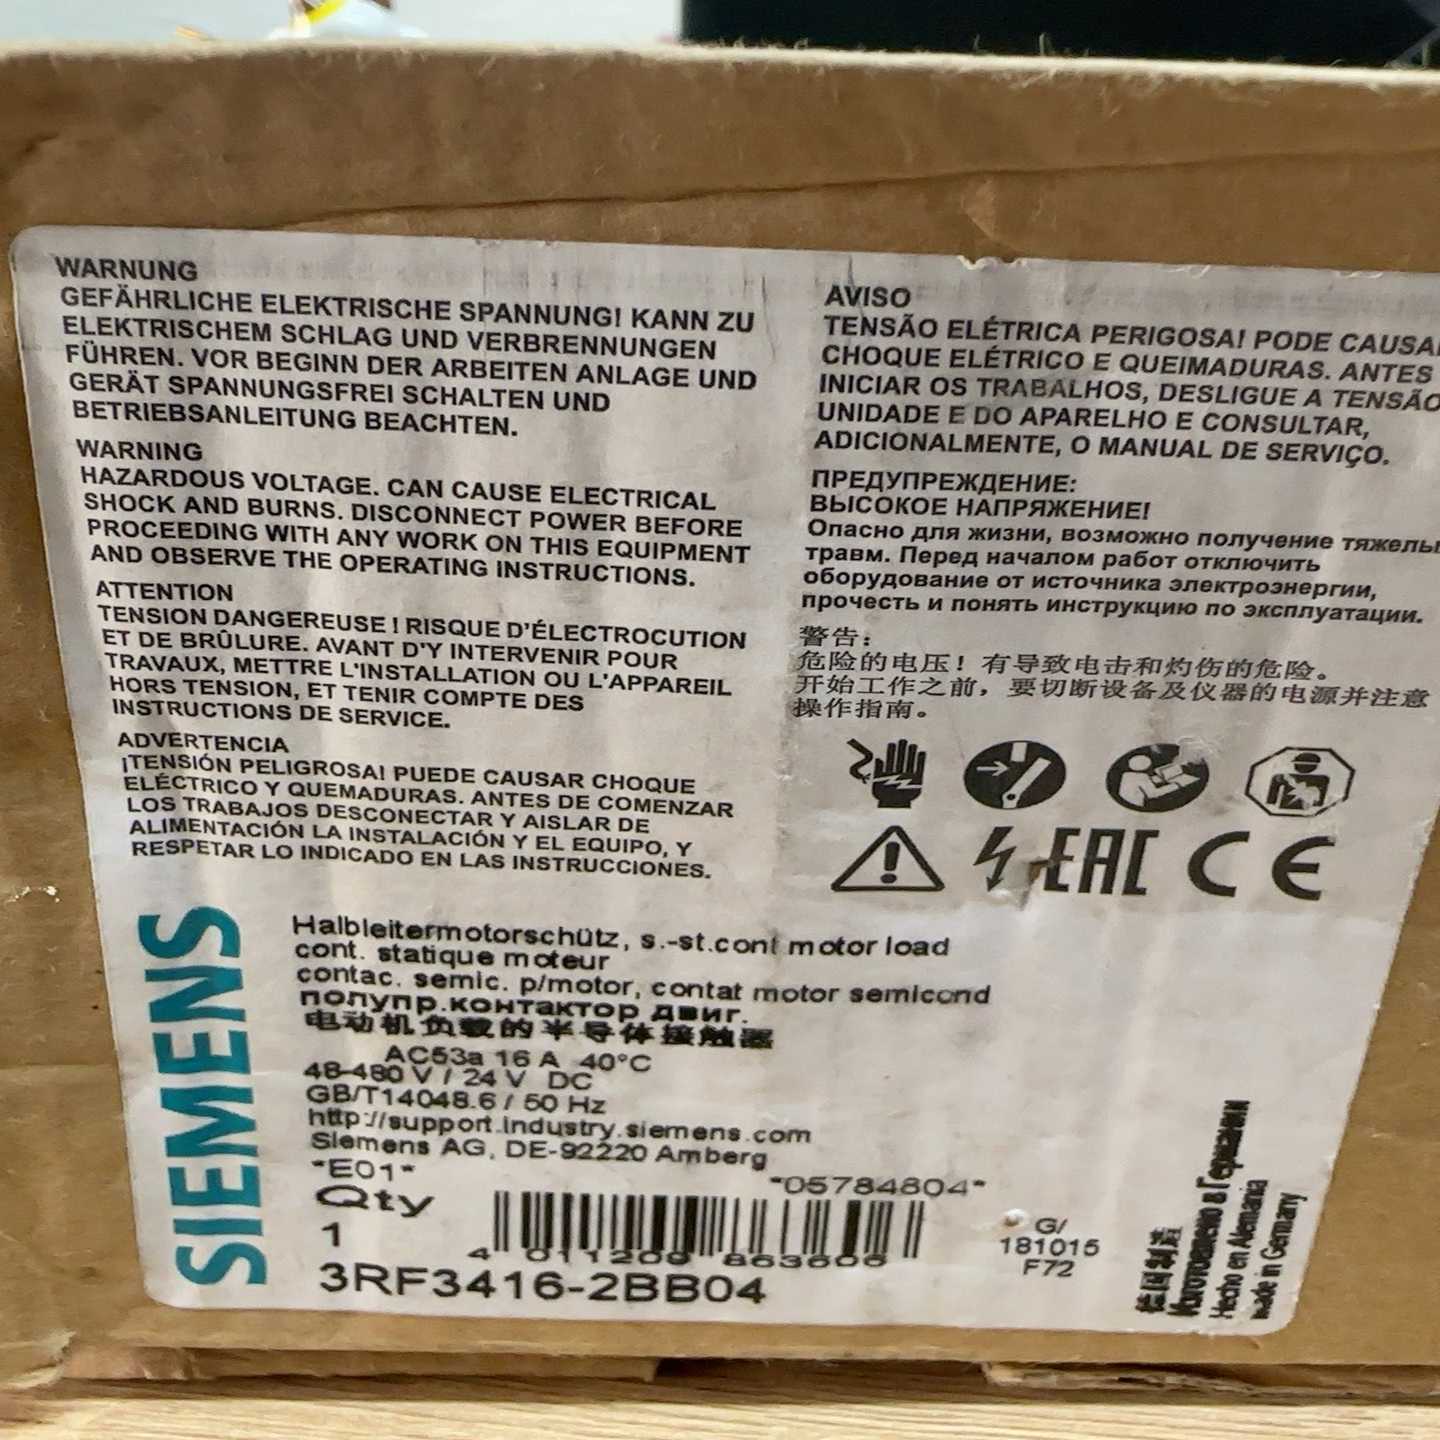 WARNUNG
GEFÄHRLICHE ELEKTRISCHE SPANNUNG! KANN ZU
ELEKTRISCHEM SCHLAG UND VERBRENNUNGEN
FÜHREN. VOR BEGINN DER ARBEITEN ANLAGE UND
GERÄT SPANNUNGSFREI SCHALTEN UND
BETRIEBSANLEITUNG BEACHTEN.
WARNING
HAZARDOUS VOLTAGE. CAN CAUSE ELECTRICAL
SHOCK AND BURNS. DISCONNECT POWER BEFORE
PROCEEDING WITH ANY WORK ON THIS EQUIPMENT
AND OBSERVE THE OPERATING INSTRUCTIONS.
ATTENTION
TENSION DANGEREUSE ! RISQUE D'ÉLECTROCUTION
ET DE BRÛLURE. AVANT D'Y INTERVENIR POUR
TRAVAUX, METTRE L'INSTALLATION OU L'APPAREIL
HORS TENSION, ET TENIR COMPTE DES
INSTRUCTIONS DE SERVICE.
ADVERTENCIA
¡TENSIÓN PELIGROSA! PUEDE CAUSAR CHOQUE
ELÉCTRICO Y QUEMADURAS. ANTES DE COMENZAR
LOS TRABAJOS DESCONECTAR Y AISLAR DE
ALIMENTACIÓN LA INSTALACIÓN Y EL EQUIPO, Y
RESPETAR LO INDICADO EN LAS INSTRUCCIONES.
AVISO
TENSÃO ELÉTRICA PERIGOSA! PODE CAUSA
CHOQUE ELÉTRICO E QUEIMADURAS. ANTES
INICIAR OS TRABALHOS, DESLIGUE A TENSÃO
UNIDADE E DO APARELHO E CONSULTAR,
ADICIONALMENTE, O MANUAL DE SERVIÇO.
ПРЕДУПРЕЖДЕНИЕ:
ВЫСОКОЕ НАПРЯЖЕНИЕ!
Опасно для жизни, возможно получение тяжелы
травм. Перед началом работ отключить
оборудование от источника электроэнергии,
прочесть и понять инструкцию по эксплуатации.
警告：
危险的电压！有导致电击和灼伤的危险。
开始工作之前，要切断设备及仪器的电源并注意
操作指南。
EAC CE
SIEMENS
Halbleitermotorschütz, s.-st.cont motor load
cont. statique moteur
contac. semic. p/motor, contat motor semicond
полупр.контактор двиг.
电动机负载的半导体接触器
AC53a 16 A 40°C
48-480 V / 24 V DC
GB/T14048.6 / 50 Hz
http://support.industry.siemens.com
Siemens AG, DE-92220 Amberg
*E01*
*05784804*
Qty
1
4 011209 863606
3RF3416-2BB04
G/
181015
F72
德国制造
Изготовлено в Германии
Hecho en Alemania
Made in Germany